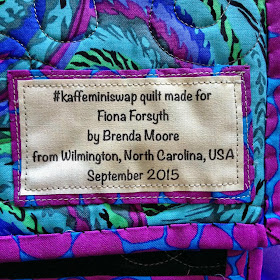 #kaffeminiswap quilt made for
Fiona Forsyth
by Brenda Moore
from Wilmington, North Carolina, USA
September 2015